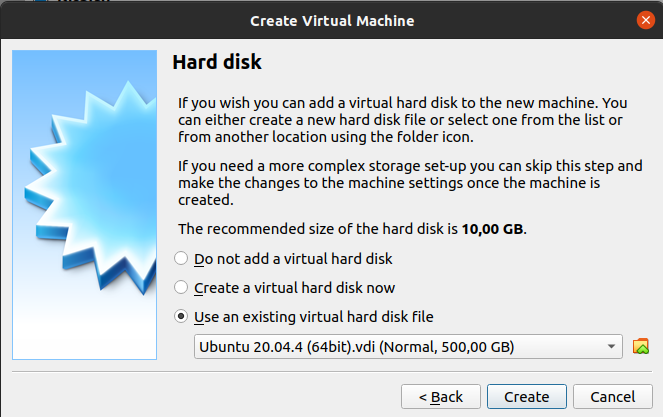 Create Virtual Machine
Hard disk
If you wish you can add a virtual hard disk to the new machine. You
can either create a new hard disk file or select one from the list or
from another location using the folder icon.
If you need a more complex storage set-up you can skip this step and
make the changes to the machine settings once the machine is
created.
The recommended size of the hard disk is 10,00 GB.
Do not add a virtual hard disk
Create a virtual hard disk now
Use an existing virtual hard disk file
Ubuntu 20.04.4 (64bit).vdi (Normal, 500,00 GB)
< Back
Create
Cancel